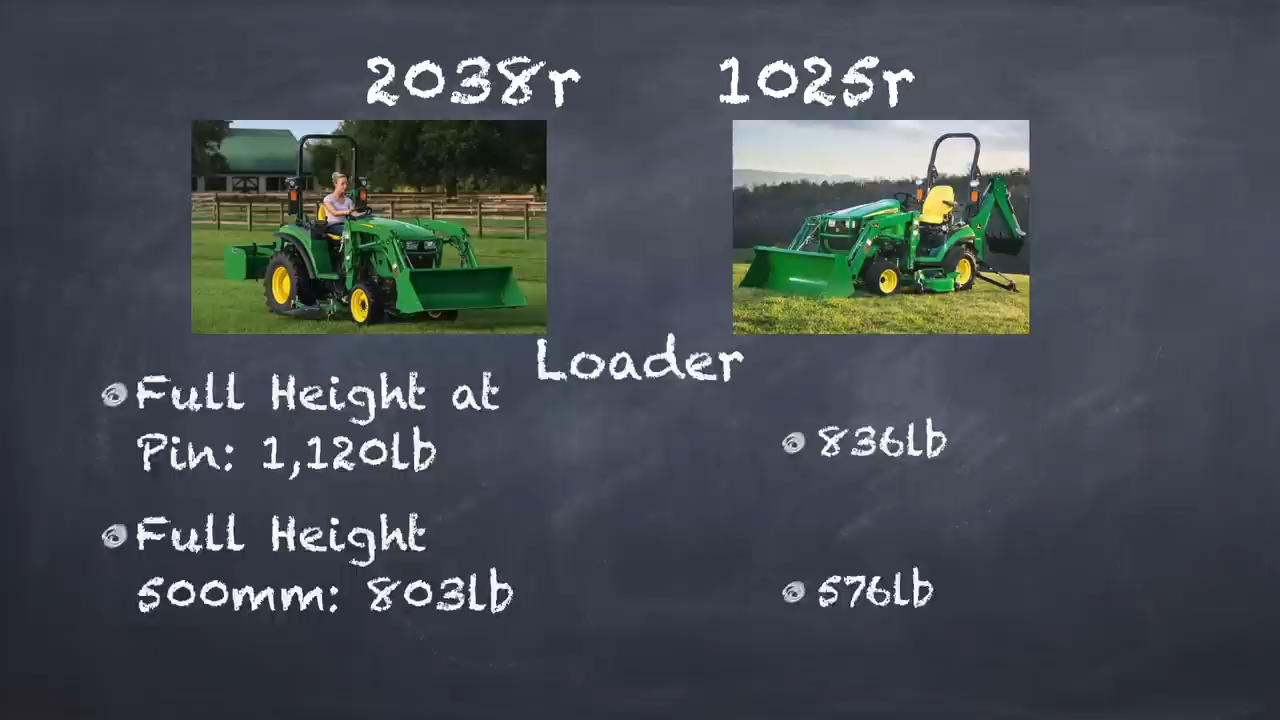 2038r
1025r
Loader
Full Height at
Pin: 1,120lb
836lb
Full Height
500mm: 803lb
576lb